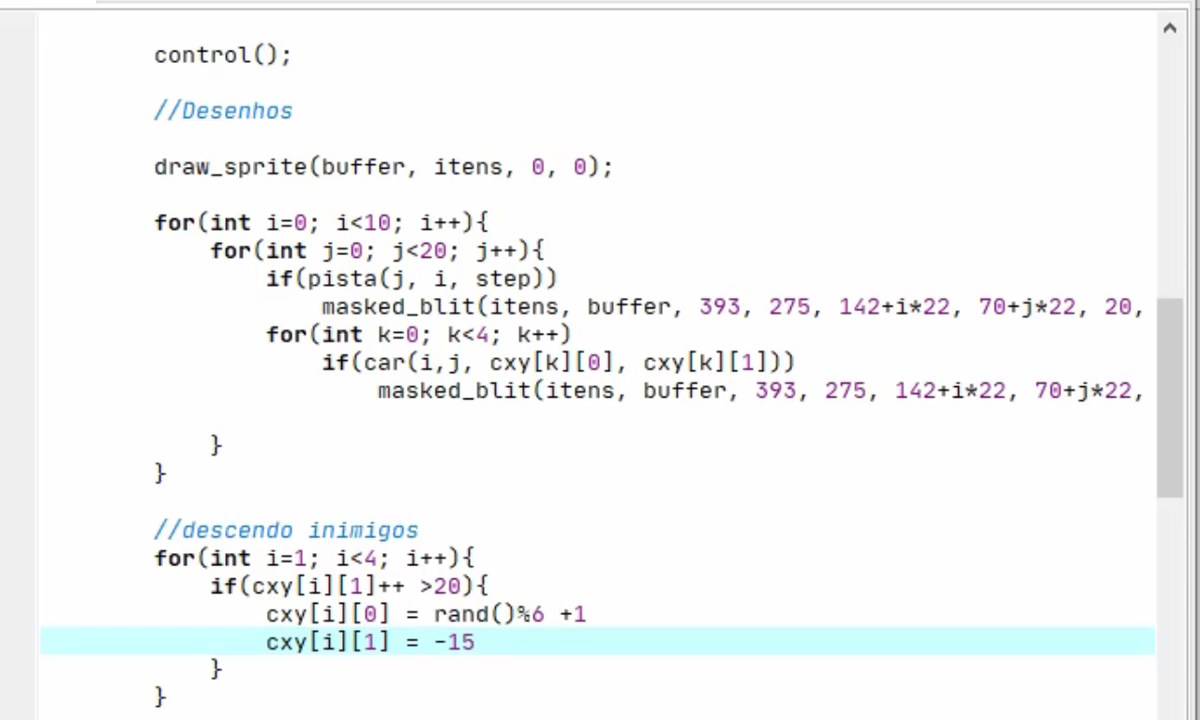 control();
//Desenhos
draw_sprite(buffer, itens, 0, 0);
for(int i=0; i<10; i++){
for(int j=0; j<20; j++){
if(pista(j, i, step))
masked_blit(itens, buffer, 393, 275, 142+i*22, 70+j*22, 20,
for(int k=0; k<4; k++)
if(car(i,j, cxy[k][0], cxy[k][1]))
masked_blit(itens, buffer, 393, 275, 142+i*22, 70+j*22,
}
}
//descendo inimigos
for(int i=1; i<4; i++){
if(cxy[i][1]++ >20){
cxy[i][0] = rand()%6 +1
cxy[i][1] = -15
}
}